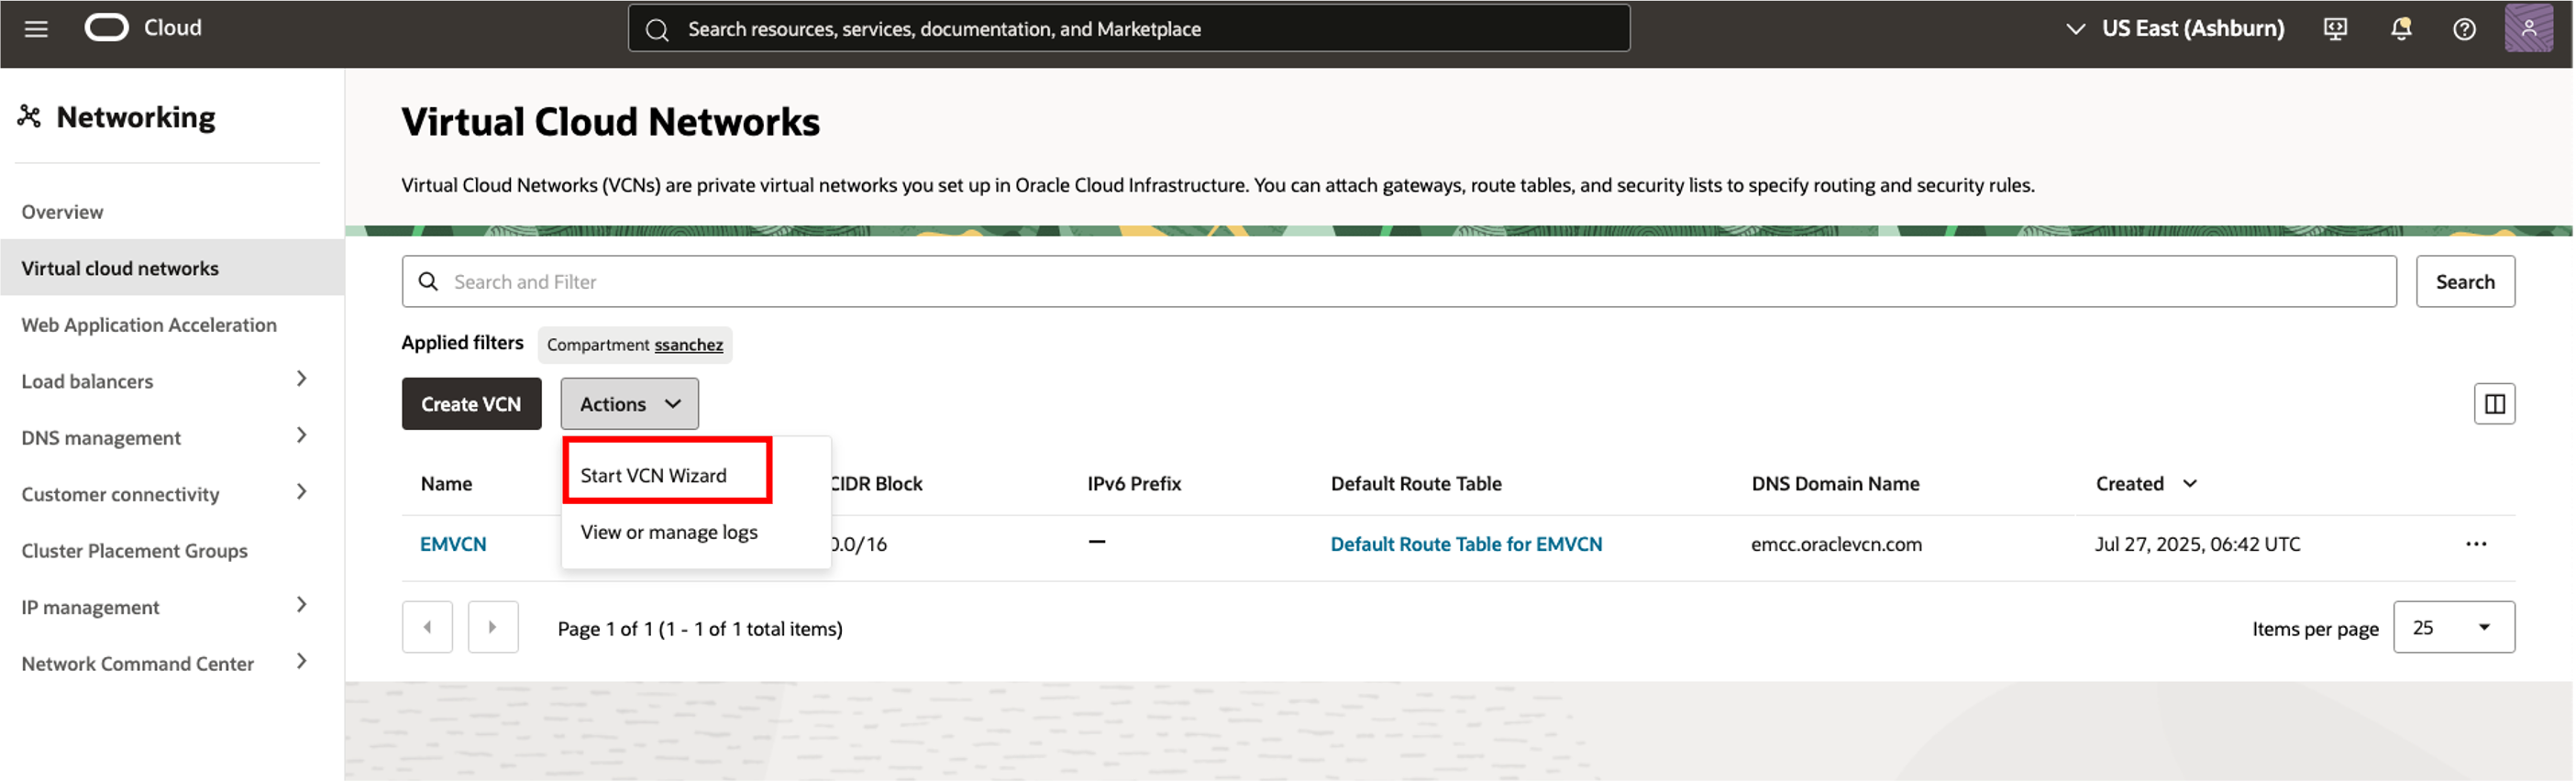 Cloud
Search resources, services, documentation, and Marketplace
US East (Ashburn)
Networking
Overview
Virtual cloud networks
Web Application Acceleration
Load balancers
DNS management
Customer connectivity
Cluster Placement Groups
IP management
Network Command Center
Virtual Cloud Networks
Virtual Cloud Networks (VCNs) are private virtual networks you set up in Oracle Cloud Infrastructure. You can attach gateways, route tables, and security lists to specify routing and security rules.
Search and Filter
Search
Applied filters Compartment ssanchez
Create VCN Actions
Start VCN Wizard
View or manage logs
Name CIDR Block IPv6 Prefix Default Route Table DNS Domain Name Created
EMVCN 0.0/16 — Default Route Table for EMVCN emcc.oraclevcn.com Jul 27, 2025, 06:42 UTC ...
Page 1 of 1 (1 - 1 of 1 total items)
Items per page 25